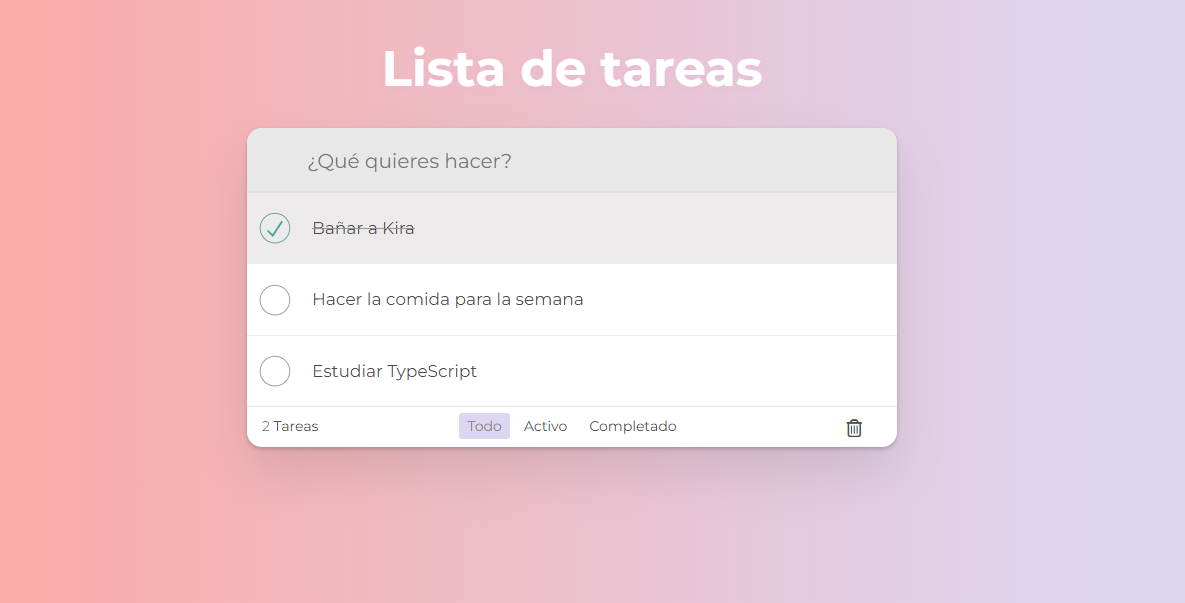 Lista de tareas
¿Qué quieres hacer?
Bañar a Kira
Hacer la comida para la semana
Estudiar TypeScript
2 Tareas Todo Activo Completado